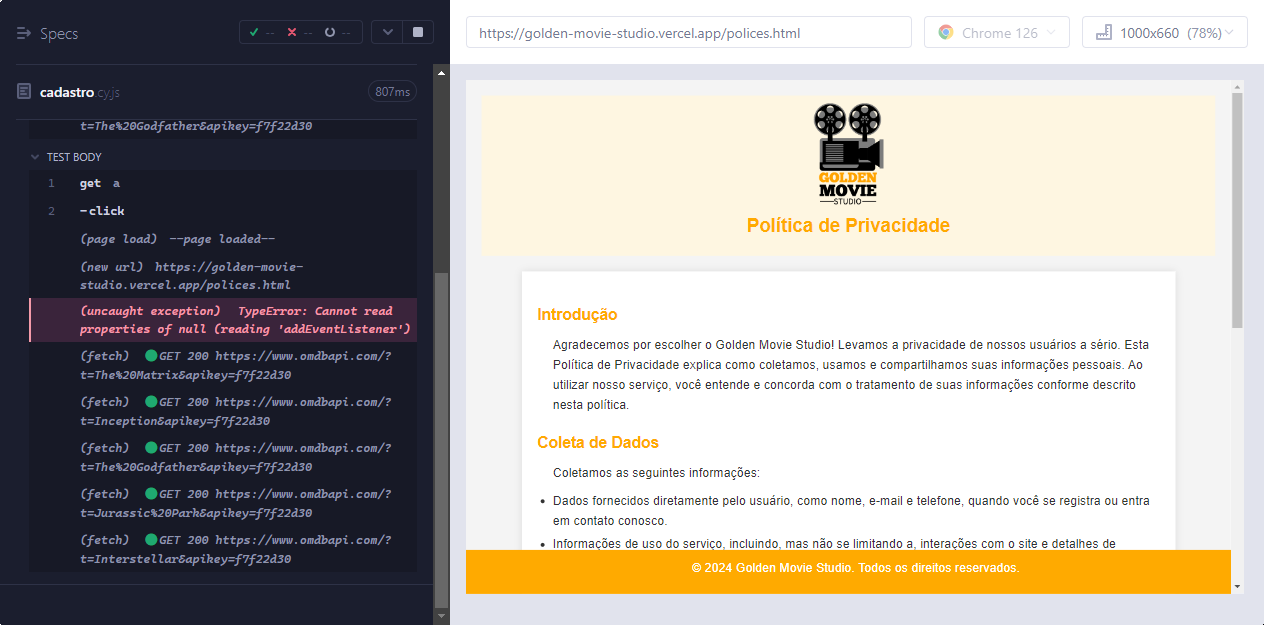 Specs
-- -- --
cadastro.cy.js
807ms
t=The%20Godfather&apikey=f7f22d30
TEST BODY
1 get a
2 -click
(page load) --page loaded--
(new url) https://golden-movie-
studio.vercel.app/polices.html
(uncaught exception) TypeError: Cannot read
properties of null (reading 'addEventListener')
(fetch) GET 200 https://www.omdbapi.com/?
t=The%20Matrix&apikey=f7f22d30
(fetch) GET 200 https://www.omdbapi.com/?
t=Inception&apikey=f7f22d30
(fetch) GET 200 https://www.omdbapi.com/?
t=The%20Godfather&apikey=f7f22d30
(fetch) GET 200 https://www.omdbapi.com/?
t=Jurassic%20Park&apikey=f7f22d30
(fetch) GET 200 https://www.omdbapi.com/?
t=Interstellar&apikey=f7f22d30
https://golden-movie-studio.vercel.app/polices.html
Chrome 126
1000x660 (78%)
GOLDEN
MOVIE
STUDIO
Política de Privacidade
Introdução
Agradecemos por escolher o Golden Movie Studio! Levamos a privacidade de nossos usuários a sério. Esta
Política de Privacidade explica como coletamos, usamos e compartilhamos suas informações pessoais. Ao
utilizar nosso serviço, você entende e concorda com o tratamento de suas informações conforme descrito
nesta política.
Coleta de Dados
Coletamos as seguintes informações:
• Dados fornecidos diretamente pelo usuário, como nome, e-mail e telefone, quando você se registra ou entra
em contato conosco.
• Informações de uso do serviço, incluindo, mas não se limitando a, interações com o site e detalhes de
© 2024 Golden Movie Studio. Todos os direitos reservados.